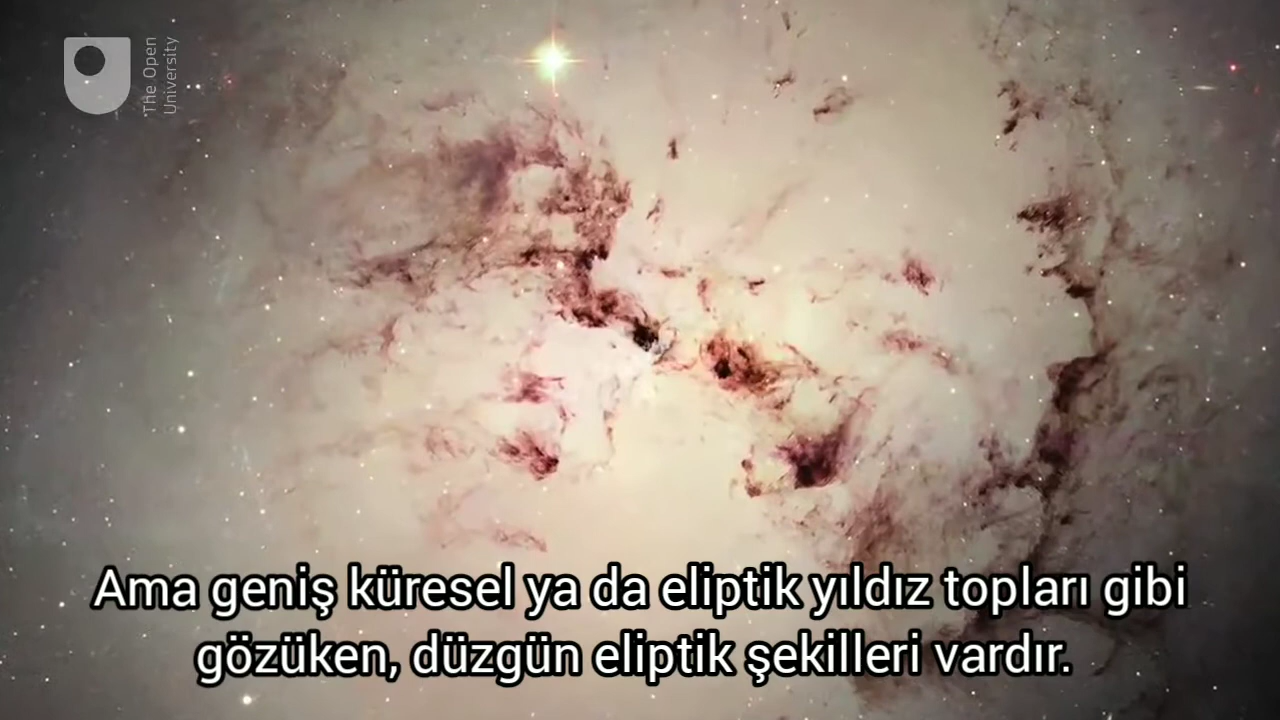 The Open
University
Ama geniş küresel ya da eliptik yıldız topları gibi
gözüken, düzgün eliptik şekilleri vardır.